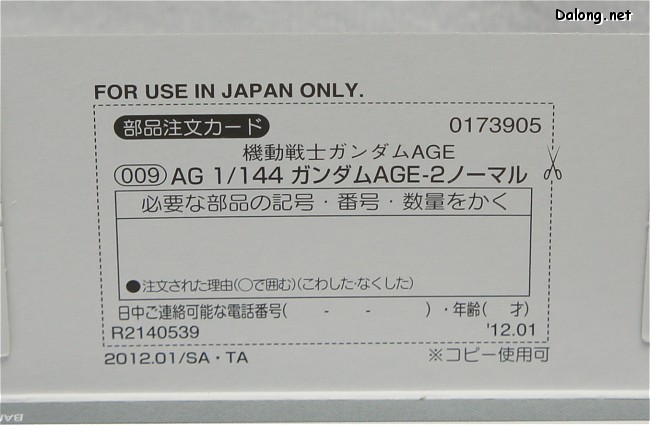 Dalong.net
FOR USE IN JAPAN ONLY.
部品注文カード 0173905
機動戦士ガンダムAGE
009 AG 1/144 ガンダムAGE-2ノーマル
必要な部品の記号・番号・数量をかく
●注文された理由(○で囲む)(こわした・なくした)
日中ご連絡可能な電話番号( - - )・年齢( 才)
R2140539 '12.01
2012.01/SA・TA ※コピー使用可